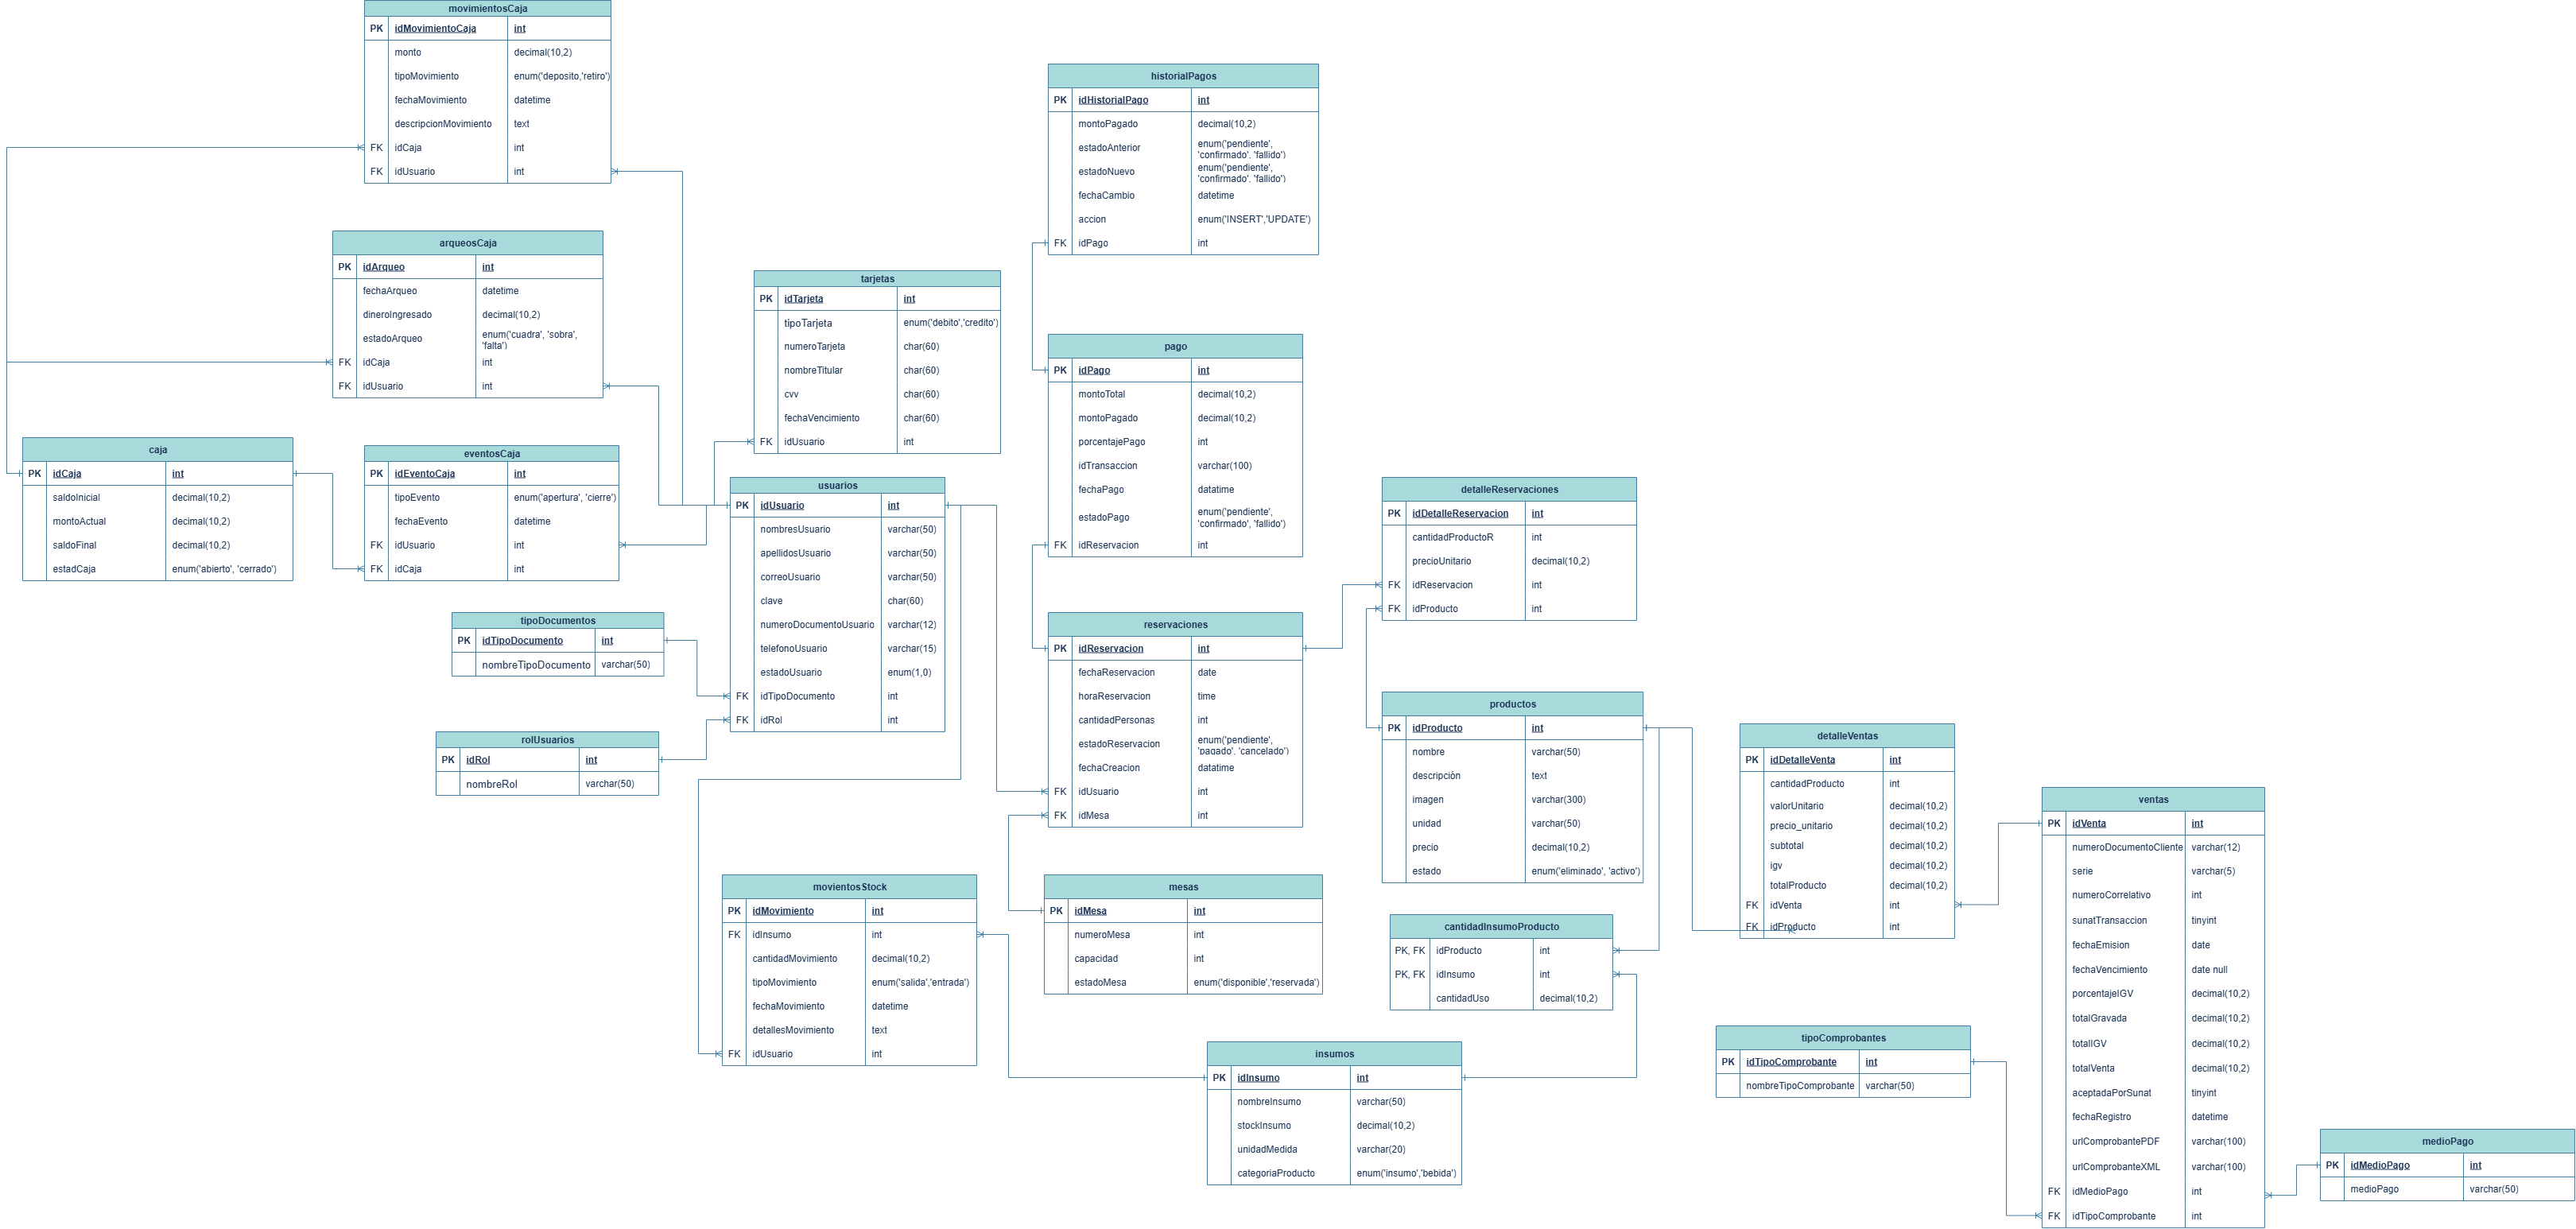 movimientosCaja
PK idMovimientoCaja int
monto decimal(10,2)
tipoMovimiento enum('deposito,'retiro')
fechaMovimiento datetime
descripcionMovimiento text
FK idCaja int
FK idUsuario int
historialPagos
PK idHistorialPago int
montoPagado decimal(10,2)
estadoAnterior enum('pendiente',
'confirmado', 'fallido')
estadoNuevo enum('pendiente',
'confirmado', 'fallido')
fechaCambio datetime
accion enum('INSERT','UPDATE')
FK idPago int
arqueosCaja
PK idArqueo int
fechaArqueo datetime
dineroIngresado decimal(10,2)
estadoArqueo enum('cuadra', 'sobra',
'falta')
FK idCaja int
FK idUsuario int
tarjetas
PK idTarjeta int
tipoTarjeta enum('debito','credito')
numeroTarjeta char(60)
nombreTitular char(60)
cvv char(60)
fechaVencimiento char(60)
FK idUsuario int
pago
PK idPago int
montoTotal decimal(10,2)
montoPagado decimal(10,2)
porcentajePago int
idTransaccion varchar(100)
fechaPago datatime
estadoPago enum('pendiente',
'confirmado', 'fallido')
FK idReservacion int
caja
PK idCaja int
saldoInicial decimal(10,2)
montoActual decimal(10,2)
saldoFinal decimal(10,2)
estadCaja enum('abierto', 'cerrado')
eventosCaja
PK idEventoCaja int
tipoEvento enum('apertura', 'cierre')
fechaEvento datetime
FK idUsuario int
FK idCaja int
usuarios
PK idUsuario int
nombresUsuario varchar(50)
apellidosUsuario varchar(50)
correoUsuario varchar(50)
clave char(60)
numeroDocumentoUsuario varchar(12)
telefonoUsuario varchar(15)
estadoUsuario enum(1,0)
FK idTipoDocumento int
FK idRol int
detalleReservaciones
PK idDetalleReservacion int
cantidadProductoR int
precioUnitario decimal(10,2)
FK idReservacion int
FK idProducto int
tipoDocumentos
PK idTipoDocumento int
nombreTipoDocumento varchar(50)
reservaciones
PK idReservacion int
fechaReservacion date
horaReservacion time
cantidadPersonas int
estadoReservacion enum('pendiente',
'pagado', 'cancelado')
fechaCreacion datatime
FK idUsuario int
FK idMesa int
rolUsuarios
PK idRol int
nombreRol varchar(50)
productos
PK idProducto int
nombre varchar(50)
descripción text
imagen varchar(300)
unidad varchar(50)
precio decimal(10,2)
estado enum('eliminado', 'activo')
detalleVentas
PK idDetalleVenta int
cantidadProducto int
valorUnitario decimal(10,2)
precio_unitario decimal(10,2)
subtotal decimal(10,2)
igv decimal(10,2)
totalProducto decimal(10,2)
FK idVenta int
FK idProducto int
ventas
PK idVenta int
numeroDocumentoCliente varchar(12)
serie varchar(5)
numeroCorrelativo int
sunatTransaccion tinyint
fechaEmision date
fechaVencimiento date null
porcentajeIGV decimal(10,2)
totalGravada decimal(10,2)
totalIGV decimal(10,2)
totalVenta decimal(10,2)
aceptadaPorSunat tinyint
fechaRegistro datetime
urlComprobantePDF varchar(100)
urlComprobanteXML varchar(100)
FK idMedioPago int
FK idTipoComprobante int
movientosStock
PK idMovimiento int
FK idInsumo int
cantidadMovimiento decimal(10,2)
tipoMovimiento enum('salida','entrada')
fechaMovimiento datetime
detallesMovimiento text
FK idUsuario int
mesas
PK idMesa int
numeroMesa int
capacidad int
estadoMesa enum('disponible','reservada')
cantidadInsumoProducto
PK, FK idProducto int
PK, FK idInsumo int
cantidadUso decimal(10,2)
insumos
PK idInsumo int
nombreInsumo varchar(50)
stockInsumo decimal(10,2)
unidadMedida varchar(20)
categoriaProducto enum('insumo','bebida')
tipoComprobantes
PK idTipoComprobante int
nombreTipoComprobante varchar(50)
medioPago
PK idMedioPago int
medioPago varchar(50)